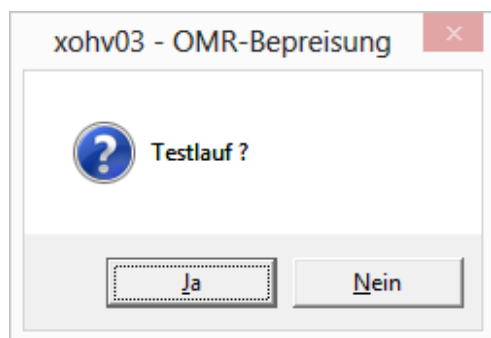 xohv03 - OMR-Bepreisung
Testlauf ?
Ja
Nein